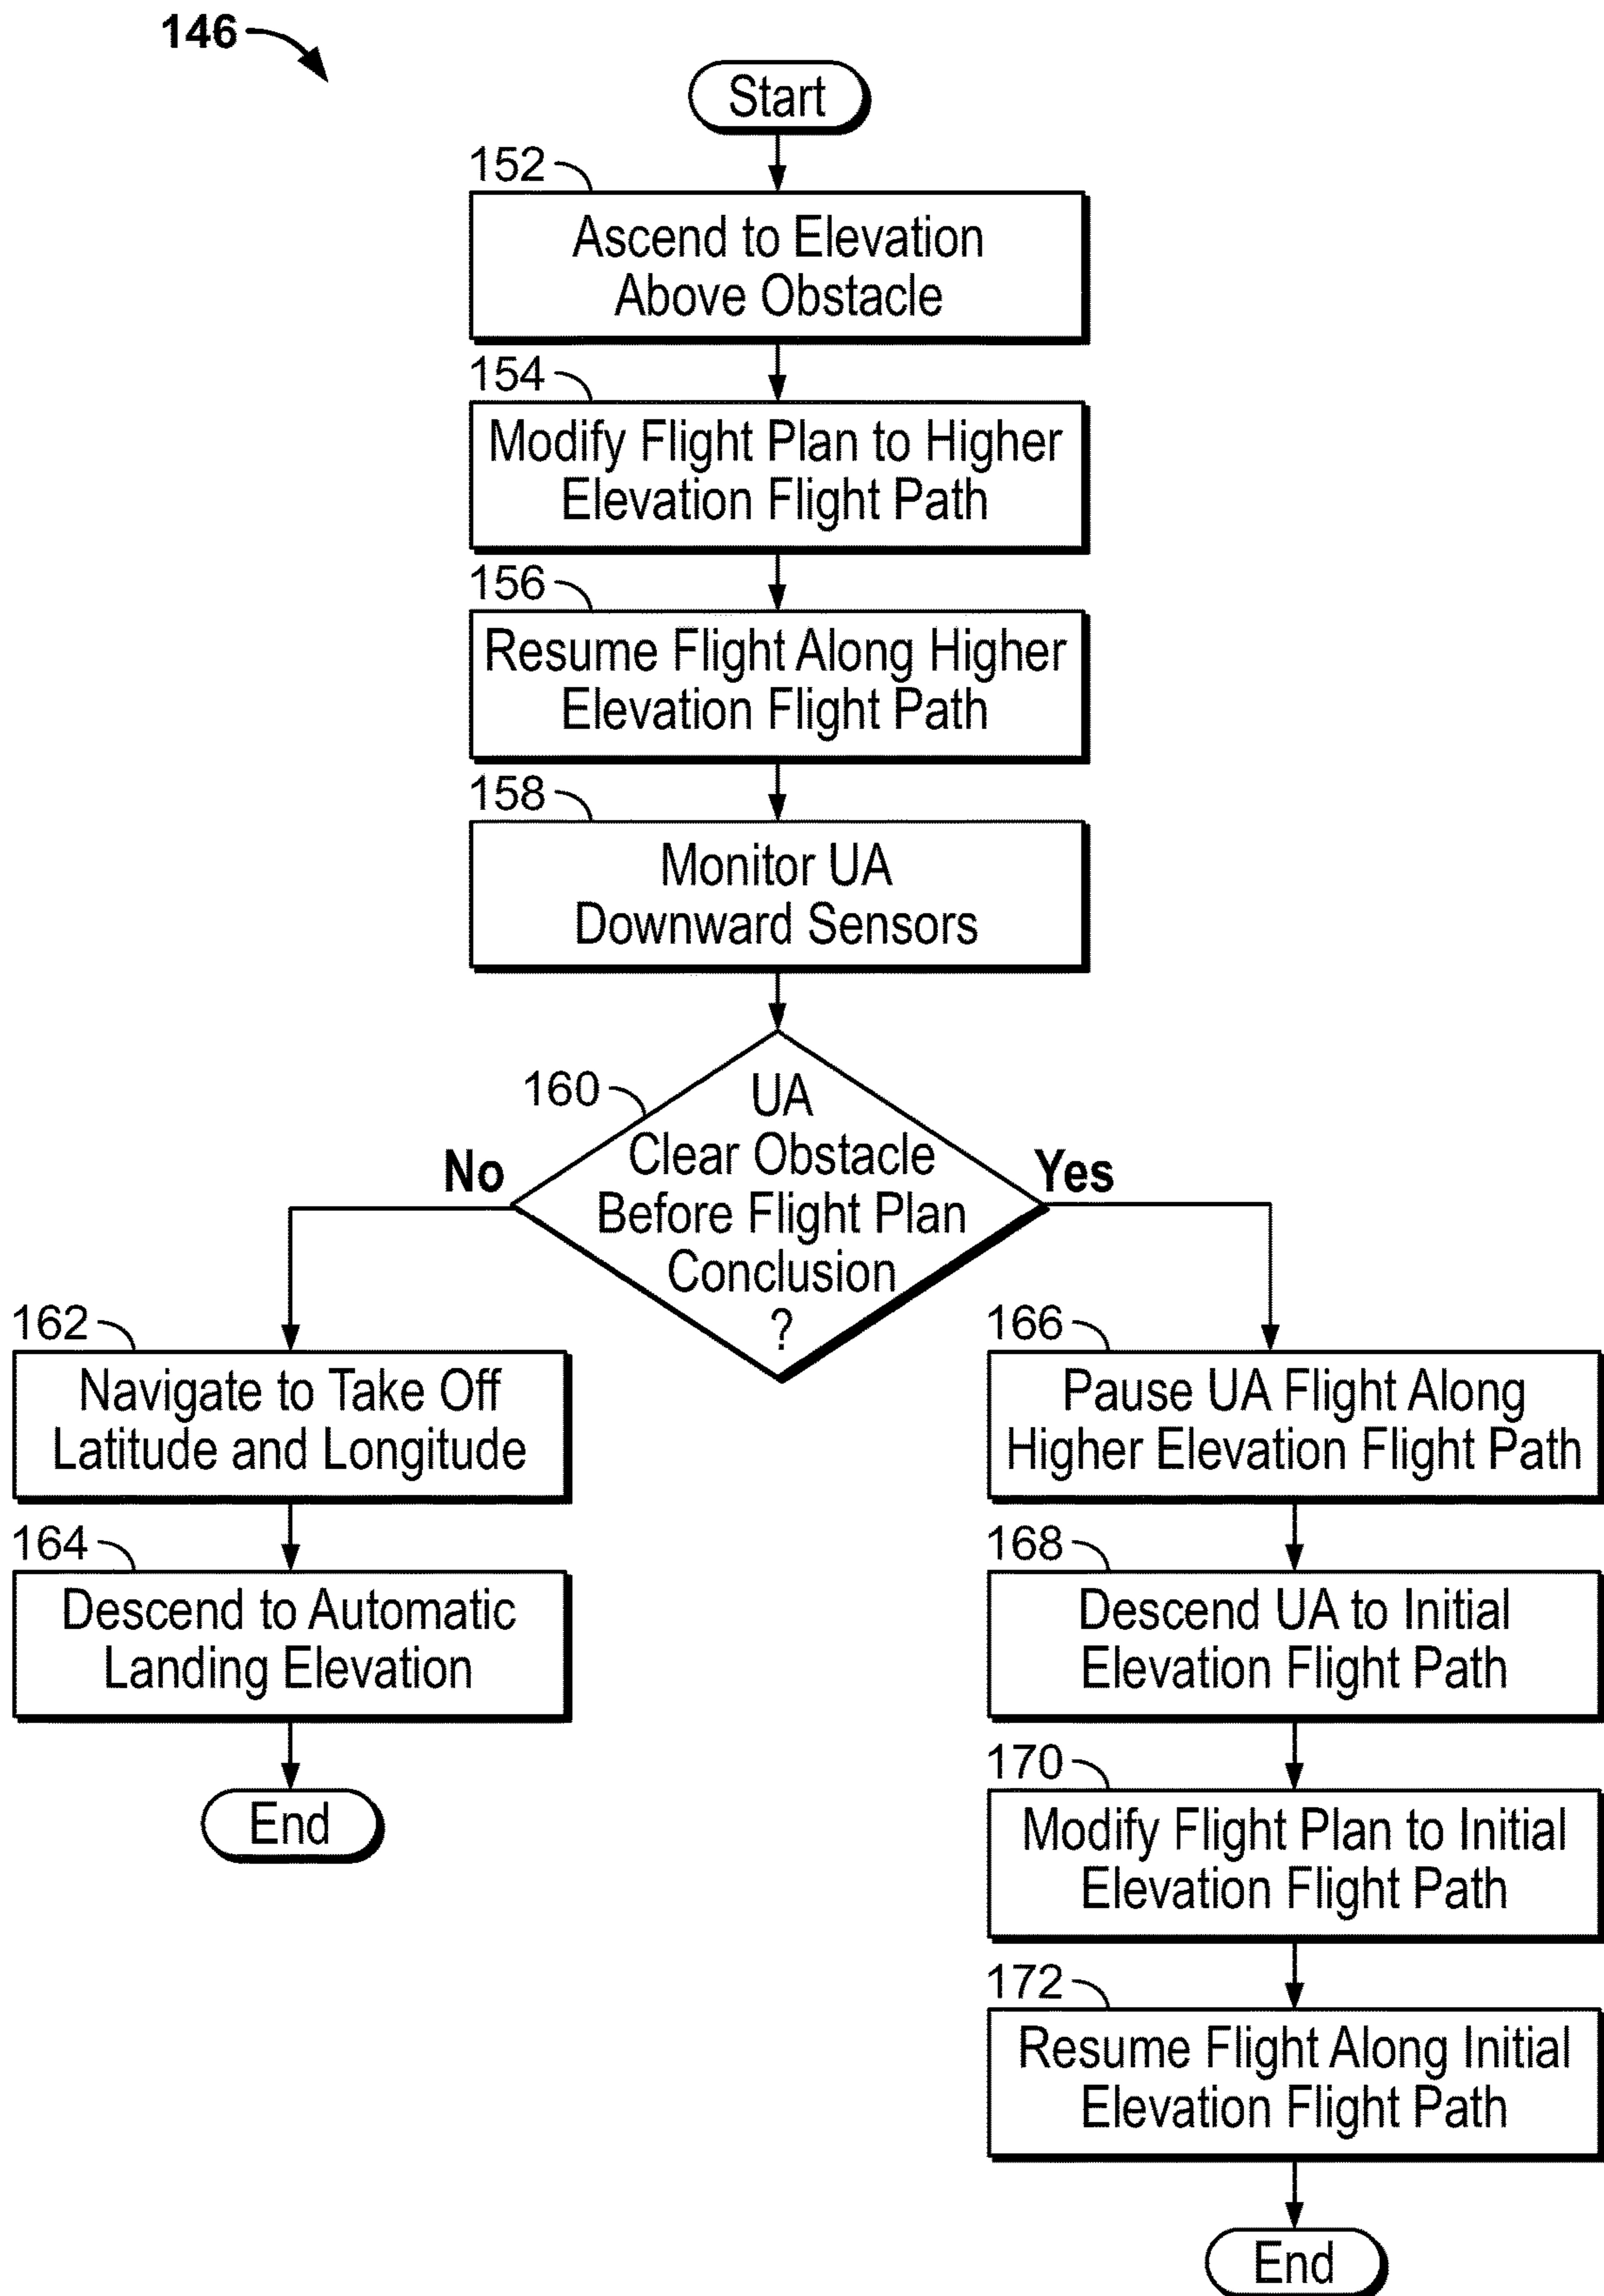 146
Start
152
Ascend to Elevation
Above Obstacle
154
Modify Flight Plan to Higher
Elevation Flight Path
156
Resume Flight Along Higher
Elevation Flight Path
158
Monitor UA
Downward Sensors
160
UA
Clear Obstacle
Before Flight Plan
Conclusion
?
No
Yes
162
Navigate to Take Off
Latitude and Longitude
164
Descend to Automatic
Landing Elevation
End
166
Pause UA Flight Along
Higher Elevation Flight Path
168
Descend UA to Initial
Elevation Flight Path
170
Modify Flight Plan to Initial
Elevation Flight Path
172
Resume Flight Along Initial
Elevation Flight Path
End